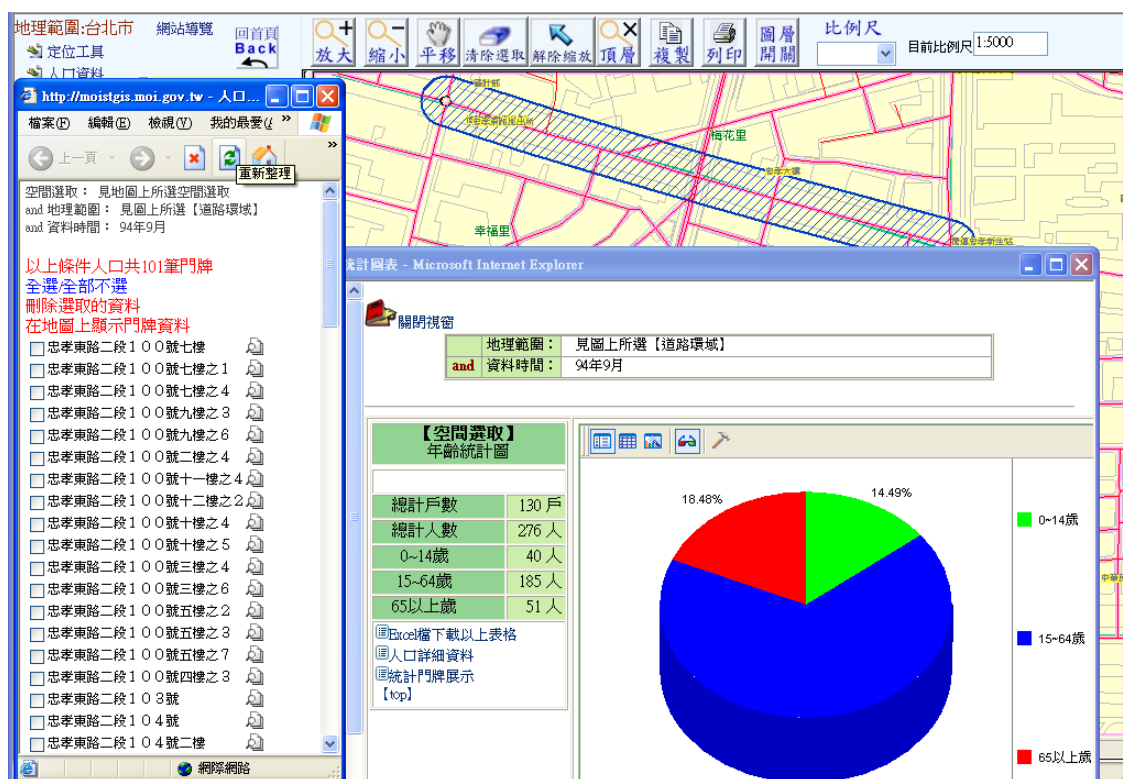 地理範圍:台北市
網站導覽
回首頁
Back
定位工具
人口資料
放大
縮小
平移
清除選取
解除縮放
頂層
複製
列印
圖層開關
比例尺
目前比例尺 1:5000
http://moistgis.moi.gov.tw - 人口...
檔案(F) 編輯(E) 檢視(V) 我的最愛(A »
上一頁
»
重新整理
空間選取： 見地圖上所選空間選取
and 地理範圍： 見圖上所選【道路環域】
and 資料時間： 94年9月
以上條件人口共101筆門牌
全選/全部不選
刪除選取的資料
在地圖上顯示門牌資料
忠孝東路二段１００號七樓
忠孝東路二段１００號七樓之1
忠孝東路二段１００號七樓之4
忠孝東路二段１００號九樓之3
忠孝東路二段１００號九樓之6
忠孝東路二段１００號二樓之4
忠孝東路二段１００號十一樓之4
忠孝東路二段１００號十二樓之2
忠孝東路二段１００號十樓之4
忠孝東路二段１００號十樓之5
忠孝東路二段１００號三樓之4
忠孝東路二段１００號三樓之6
忠孝東路二段１００號五樓之2
忠孝東路二段１００號五樓之3
忠孝東路二段１００號五樓之7
忠孝東路二段１００號四樓之3
忠孝東路二段１０３號
忠孝東路二段１０４號
忠孝東路二段１０４號二樓
網際網路
審計部
梅花里
忠孝大樓
幸福里
捷運忠孝新生站
統計圖表 - Microsoft Internet Explorer
關閉視窗
地理範圍： 見圖上所選【道路環域】
and 資料時間： 94年9月
【空間選取】
年齡統計圖
總計戶數 130 戶
總計人數 276 人
0~14歲 40 人
15~64歲 185 人
65以上歲 51 人
Excel檔下載以上表格
人口詳細資料
統計門牌展示
【top】
18.48%
14.49%
0~14歲
15~64歲
65以上歲